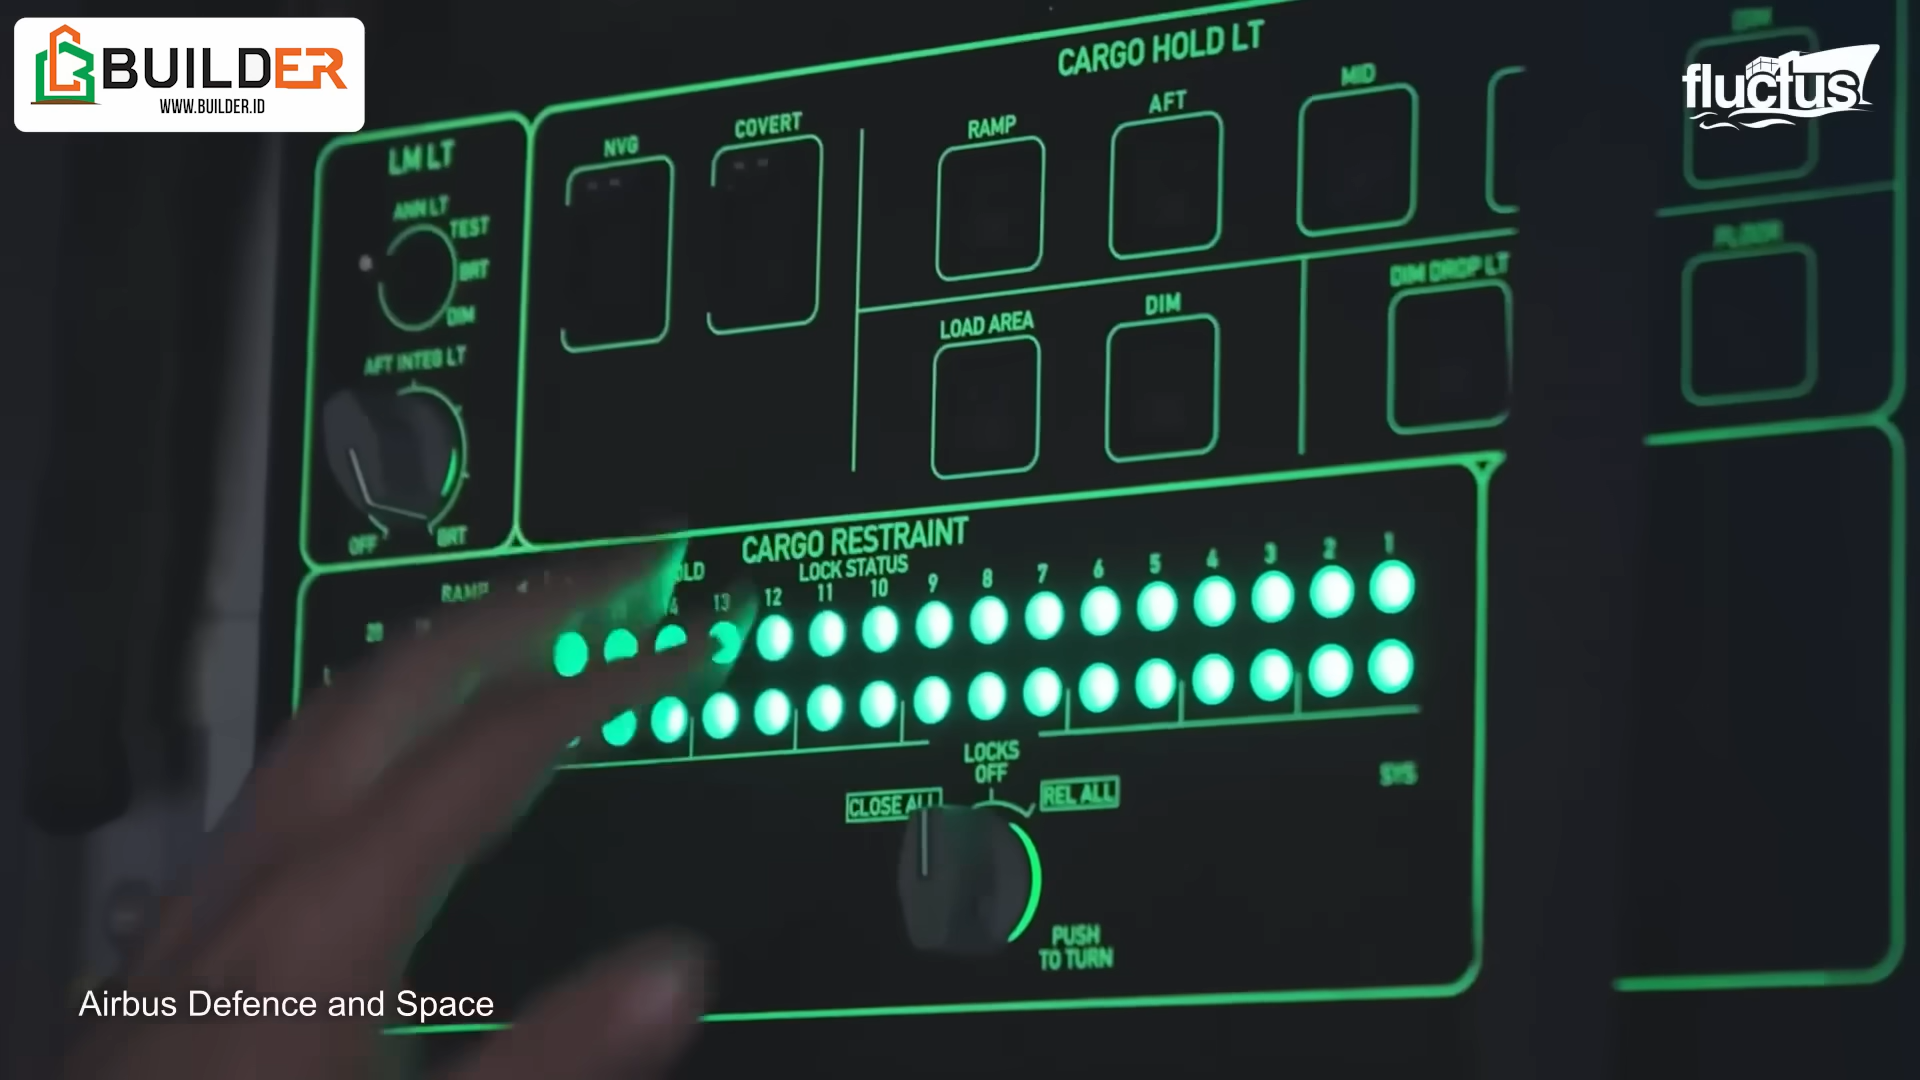 BUILDER
WWW.BUILDER.ID
fluctus
CARGO HOLD LT
LM LT
NVG
COVERT
RAMP
AFT
MID
ANN LT
TEST
BRT
DIM
LOAD AREA
DIM
DIM DROP LT
FLOOR
AFT INTEG LT
OFF
BRT
CARGO RESTRAINT
LOCK STATUS
RAMP
20
13 12 11 10 9 8 7 6 5 4 3 2 1
LOCKS
OFF
CLOSE ALL
REL ALL
SYS
PUSH
TO TURN
Airbus Defence and Space